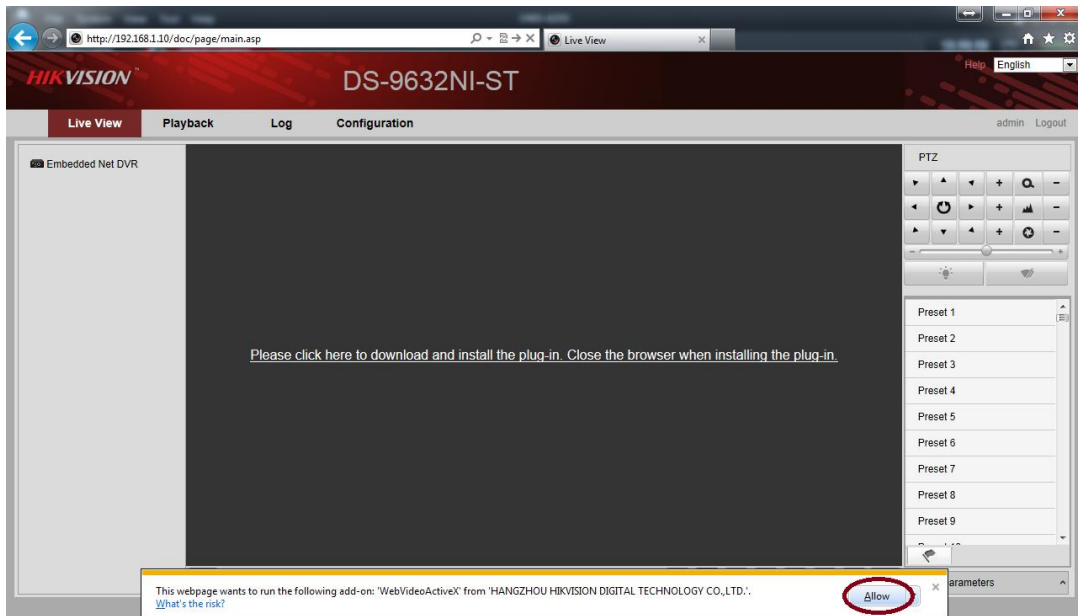 http://192.168.1.10/doc/page/main.asp
Live View
HIKVISION
DS-9632NI-ST
Help
English
Live View
Playback
Log
Configuration
admin
Logout
Embedded Net DVR
PTZ
Please click here to download and install the plug-in. Close the browser when installing the plug-in.
Preset 1
Preset 2
Preset 3
Preset 4
Preset 5
Preset 6
Preset 7
Preset 8
Preset 9
arameters
This webpage wants to run the following add-on: 'WebVideoActiveX' from 'HANGZHOU HIKVISION DIGITAL TECHNOLOGY CO.,LTD.'.
What's the risk?
Allow